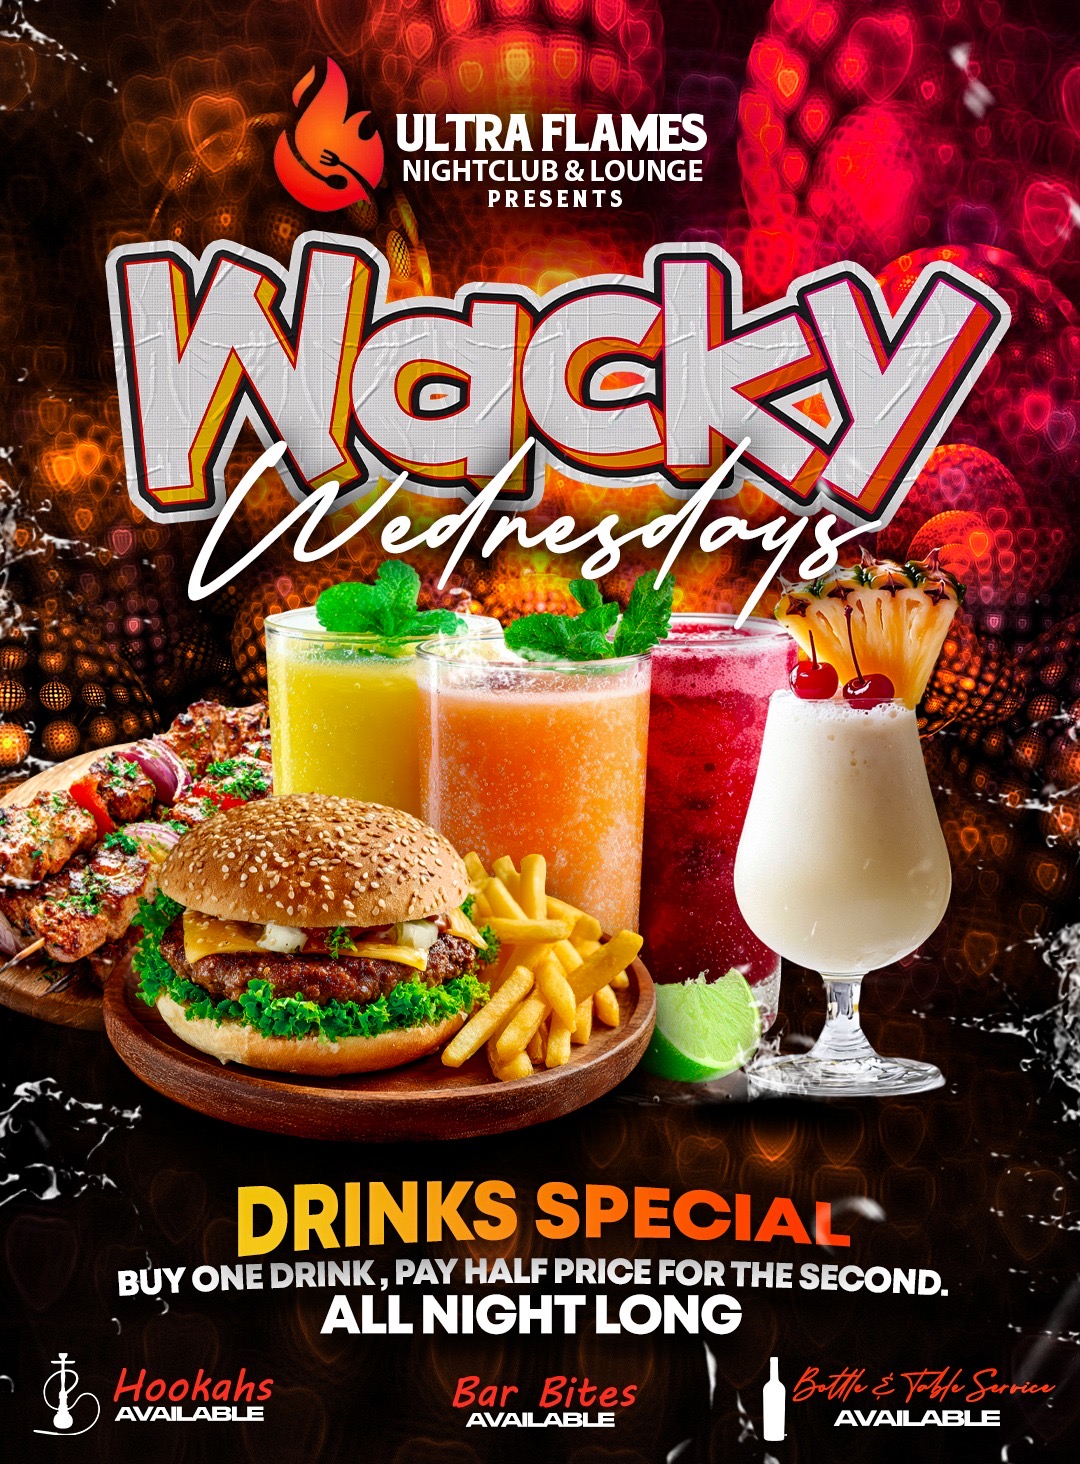 ULTRA FLAMES
NIGHTCLUB & LOUNGE
PRESENTS
Wacky
Wednesdays
DRINKS SPECIAL
BUY ONE DRINK, PAY HALF PRICE FOR THE SECOND.
ALL NIGHT LONG
Hookahs
AVAILABLE
Bar Bites
AVAILABLE
Bottle & Table Service
AVAILABLE